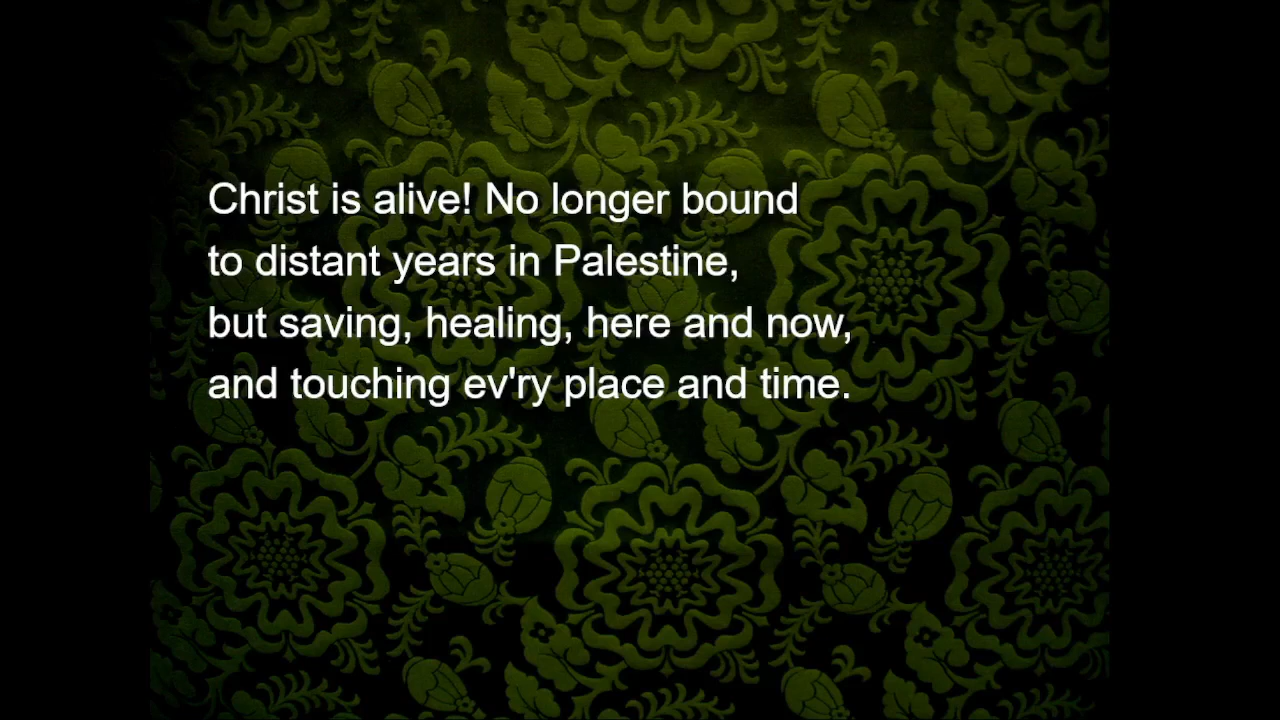 Christ is alive! No longer bound
to distant years in Palestine,
but saving, healing, here and now,
and touching ev'ry place and time.